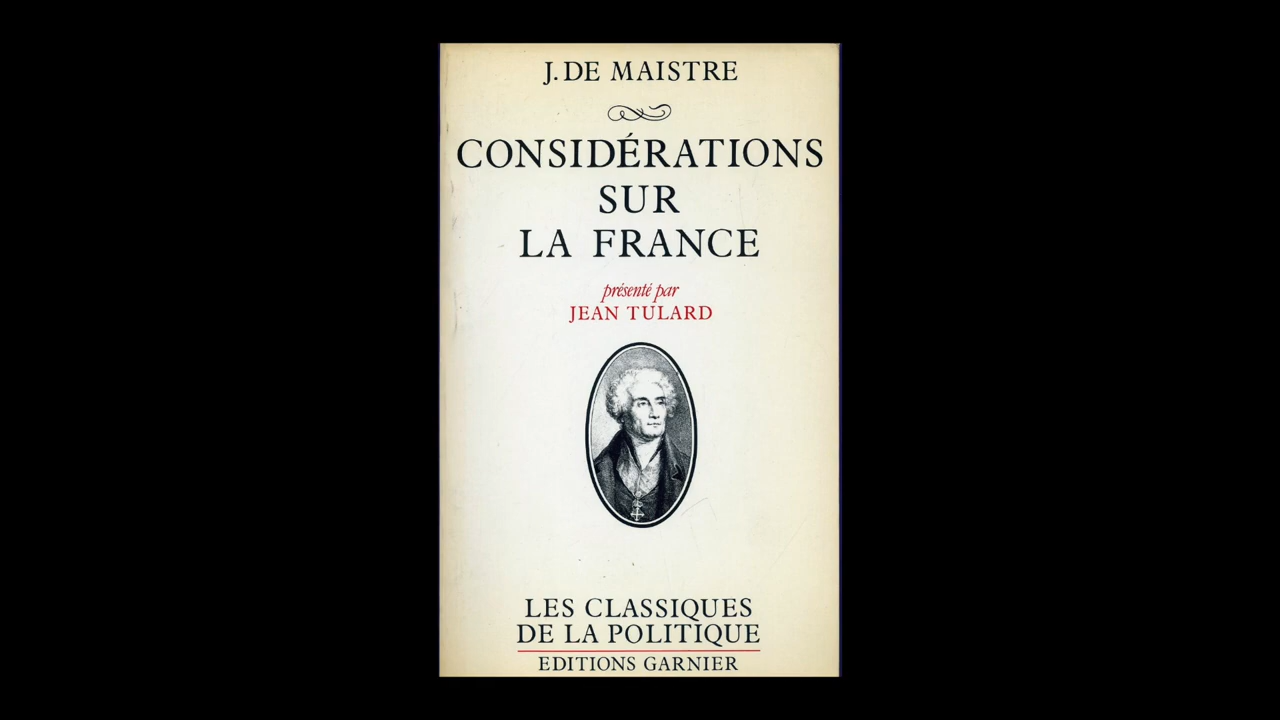 J. DE MAISTRE
CONSIDÉRATIONS
SUR
LA FRANCE
présenté par
JEAN TULARD
LES CLASSIQUES
DE LA POLITIQUE
EDITIONS GARNIER